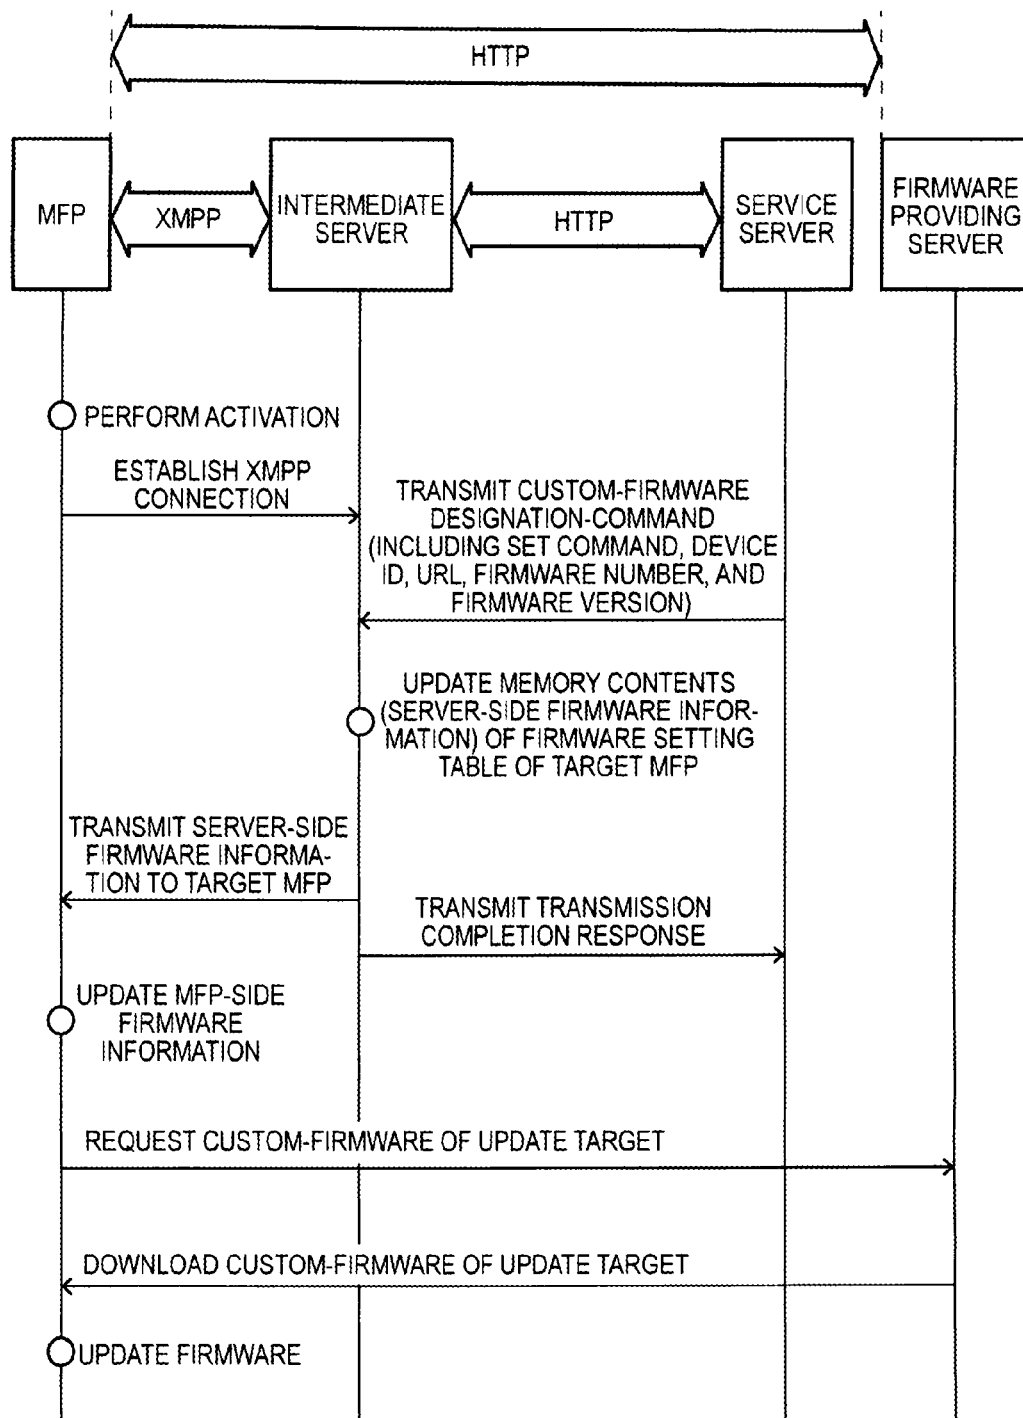 HTTP
MFP
XMPP
INTERMEDIATE
SERVER
HTTP
SERVICE
SERVER
FIRMWARE
PROVIDING
SERVER
PERFORM ACTIVATION
ESTABLISH XMPP
CONNECTION
TRANSMIT CUSTOM-FIRMWARE
DESIGNATION-COMMAND
(INCLUDING SET COMMAND, DEVICE
ID, URL, FIRMWARE NUMBER, AND
FIRMWARE VERSION)
UPDATE MEMORY CONTENTS
(SERVER-SIDE FIRMWARE INFOR-
MATION) OF FIRMWARE SETTING
TABLE OF TARGET MFP
TRANSMIT SERVER-SIDE
FIRMWARE INFORMA-
TION TO TARGET MFP
TRANSMIT TRANSMISSION
COMPLETION RESPONSE
UPDATE MFP-SIDE
FIRMWARE
INFORMATION
REQUEST CUSTOM-FIRMWARE OF UPDATE TARGET
DOWNLOAD CUSTOM-FIRMWARE OF UPDATE TARGET
UPDATE FIRMWARE